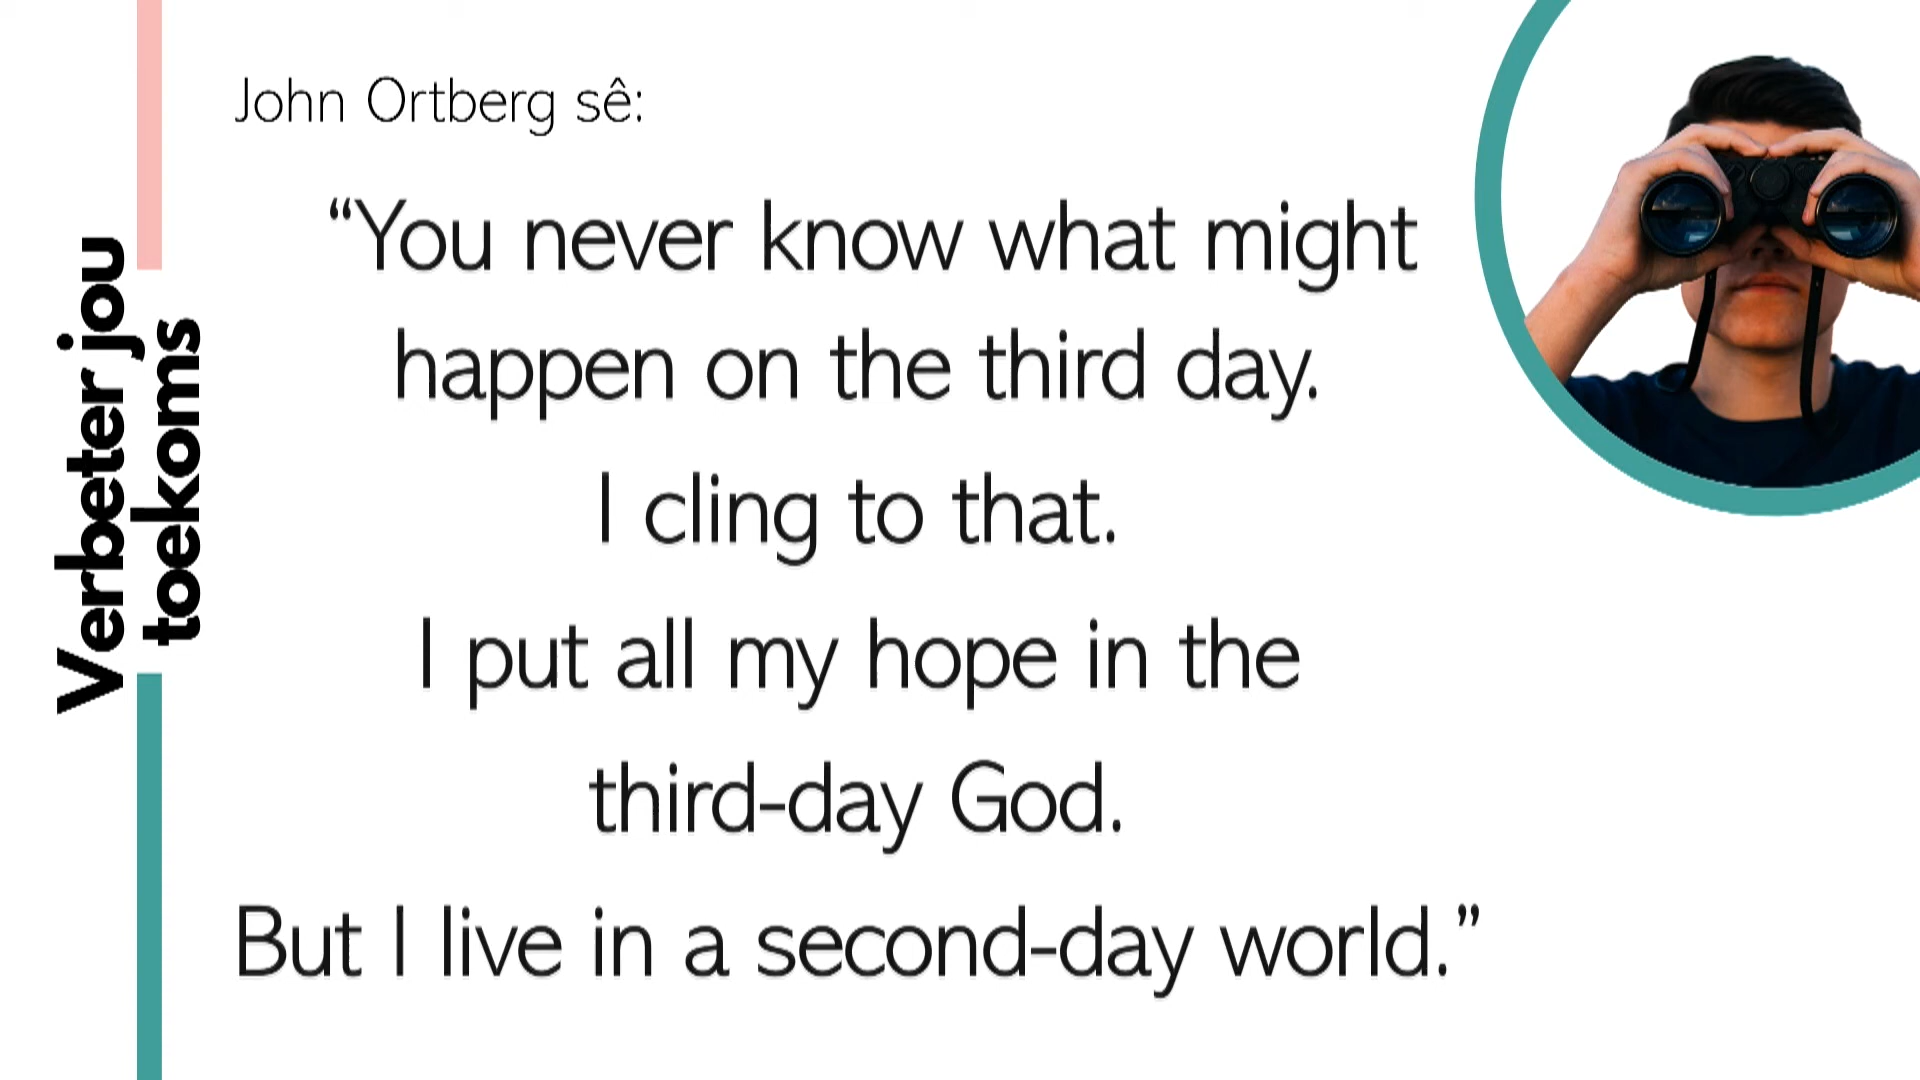 Verbeter jou
toekoms
John Ortberg sê:
“You never know what might
happen on the third day.
I cling to that.
I put all my hope in the
third-day God.
But I live in a second-day world.”